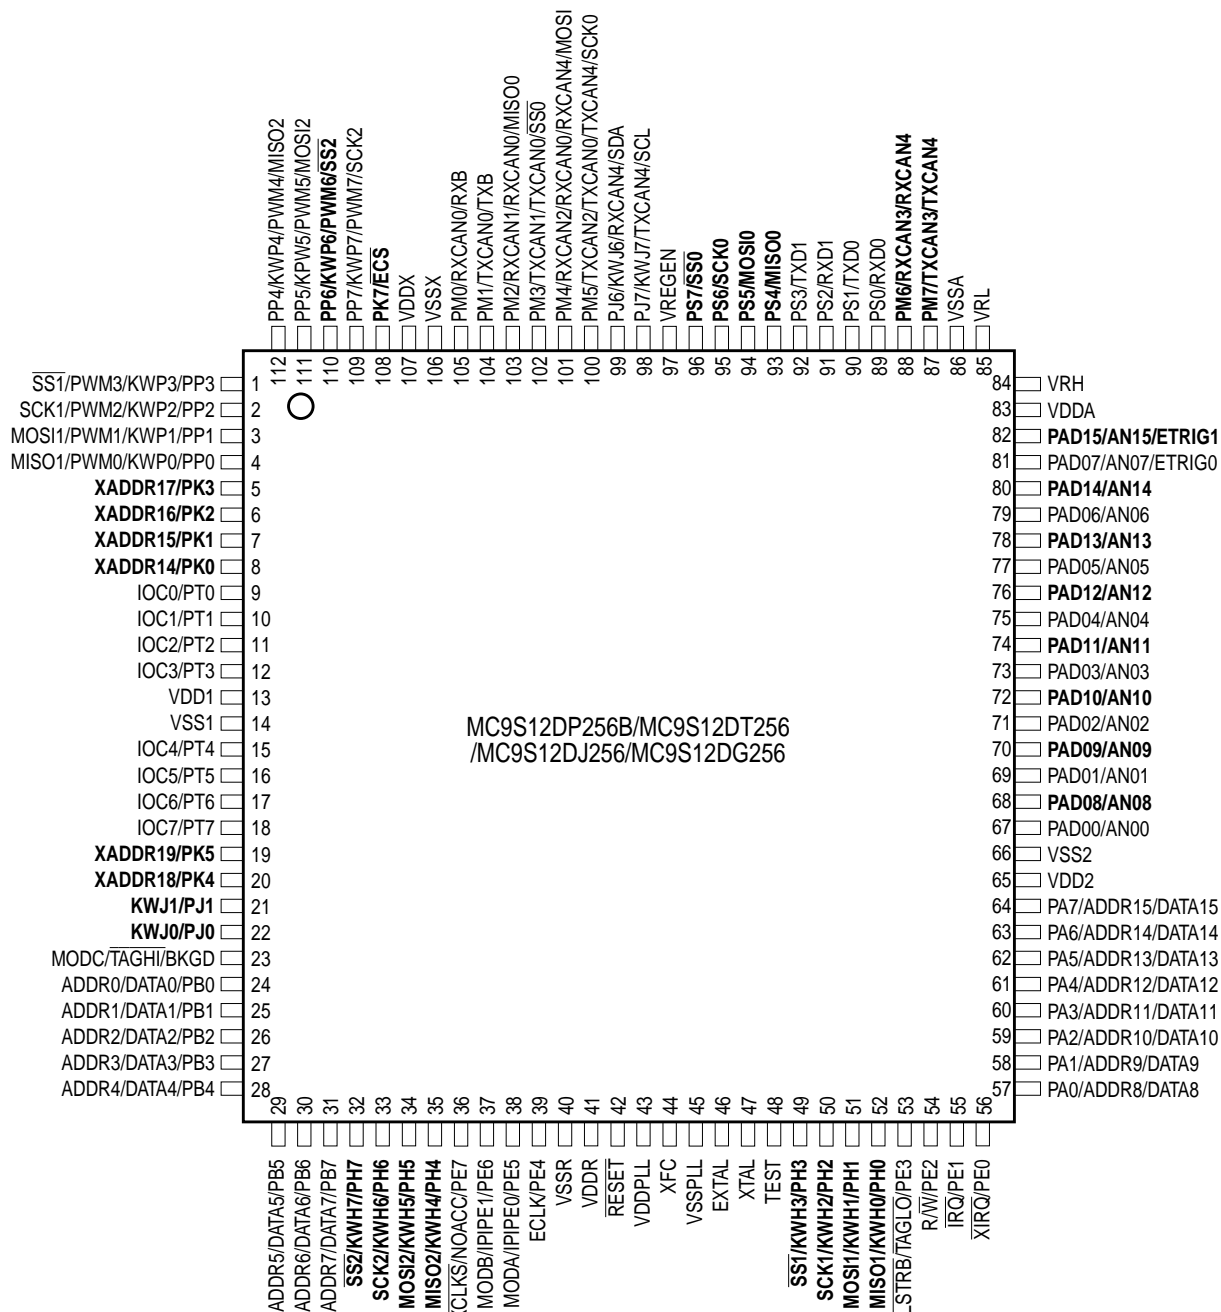 PP4/KWP4/PWM4/MISO2
PP5/KPW5/PWM5/MOSI2
PP6/KWP6/PWM6/SS2
PP7/KWP7/PWM7/SCK2
PK7/ECS
VDDX
VSSX
PM0/RXCAN0/RXB
PM1/TXCAN0/TXB
PM2/RXCAN1/RXCAN0/MISO0
PM3/TXCAN1/TXCAN0/SS0
PM4/RXCAN2/RXCAN0/RXCAN4/MOSI
PM5/TXCAN2/TXCAN0/TXCAN4/SCK0
PJ6/KWJ6/RXCAN4/SDA
PJ7/KWJ7/TXCAN4/SCL
VREGEN
PS7/SS0
PS6/SCK0
PS5/MOSI0
PS4/MISO0
PS3/TXD1
PS2/RXD1
PS1/TXD0
PS0/RXD0
PM6/RXCAN3/RXCAN4
PM7/TXCAN3/TXCAN4
VSSA
VRL
112
111
110
109
108
107
106
105
104
103
102
101
100
99
98
97
96
95
94
93
92
91
90
89
88
87
86
85
SS1/PWM3/KWP3/PP3 1
SCK1/PWM2/KWP2/PP2 2
MOSI1/PWM1/KWP1/PP1 3
MISO1/PWM0/KWP0/PP0 4
XADDR17/PK3 5
XADDR16/PK2 6
XADDR15/PK1 7
XADDR14/PK0 8
IOC0/PT0 9
IOC1/PT1 10
IOC2/PT2 11
IOC3/PT3 12
VDD1 13
VSS1 14
IOC4/PT4 15
IOC5/PT5 16
IOC6/PT6 17
IOC7/PT7 18
XADDR19/PK5 19
XADDR18/PK4 20
KWJ1/PJ1 21
KWJ0/PJ0 22
MODC/TAGHI/BKGD 23
ADDR0/DATA0/PB0 24
ADDR1/DATA1/PB1 25
ADDR2/DATA2/PB2 26
ADDR3/DATA3/PB3 27
ADDR4/DATA4/PB4 28
MC9S12DP256B/MC9S12DT256
/MC9S12DJ256/MC9S12DG256
84 VRH
83 VDDA
82 PAD15/AN15/ETRIG1
81 PAD07/AN07/ETRIG0
80 PAD14/AN14
79 PAD06/AN06
78 PAD13/AN13
77 PAD05/AN05
76 PAD12/AN12
75 PAD04/AN04
74 PAD11/AN11
73 PAD03/AN03
72 PAD10/AN10
71 PAD02/AN02
70 PAD09/AN09
69 PAD01/AN01
68 PAD08/AN08
67 PAD00/AN00
66 VSS2
65 VDD2
64 PA7/ADDR15/DATA15
63 PA6/ADDR14/DATA14
62 PA5/ADDR13/DATA13
61 PA4/ADDR12/DATA12
60 PA3/ADDR11/DATA11
59 PA2/ADDR10/DATA10
58 PA1/ADDR9/DATA9
57 PA0/ADDR8/DATA8
29
30
31
32
33
34
35
36
37
38
39
40
41
42
43
44
45
46
47
48
49
50
51
52
53
54
55
56
ADDR5/DATA5/PB5
ADDR6/DATA6/PB6
ADDR7/DATA7/PB7
SS2/KWH7/PH7
SCK2/KWH6/PH6
MOSI2/KWH5/PH5
MISO2/KWH4/PH4
XCLKS/NOACC/PE7
MODB/IPIPE1/PE6
MODA/IPIPE0/PE5
ECLK/PE4
VSSR
VDDR
RESET
VDDPLL
XFC
VSSPLL
EXTAL
XTAL
TEST
SS1/KWH3/PH3
SCK1/KWH2/PH2
MOSI1/KWH1/PH1
MISO1/KWH0/PH0
LSTRB/TAGLO/PE3
R/W/PE2
IRQ/PE1
XIRQ/PE0